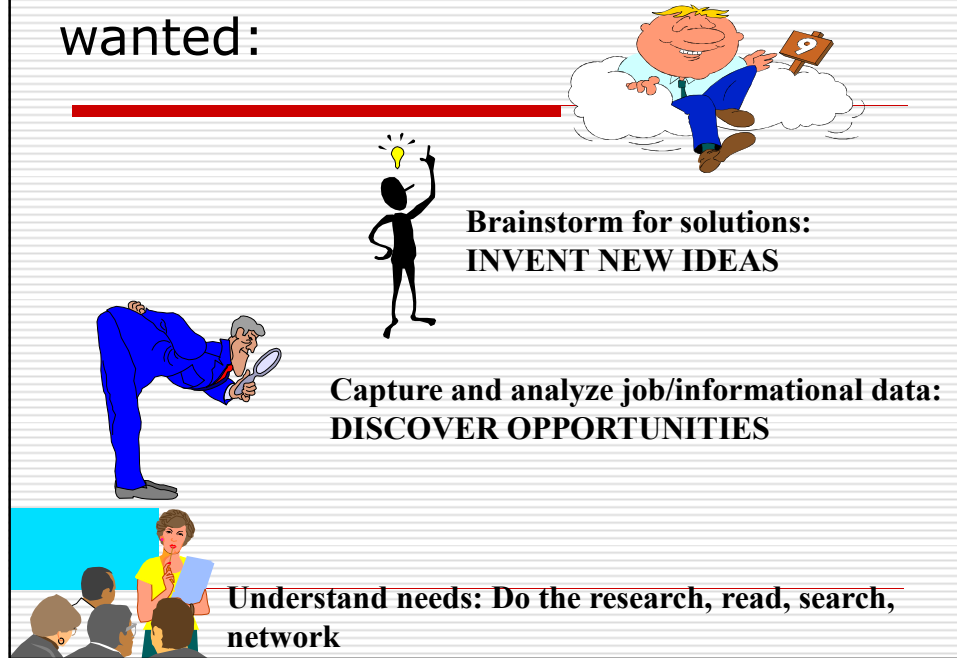 wanted:
9
Brainstorm for solutions:
INVENT NEW IDEAS
Capture and analyze job/informational data:
DISCOVER OPPORTUNITIES
Understand needs: Do the research, read, search,
network